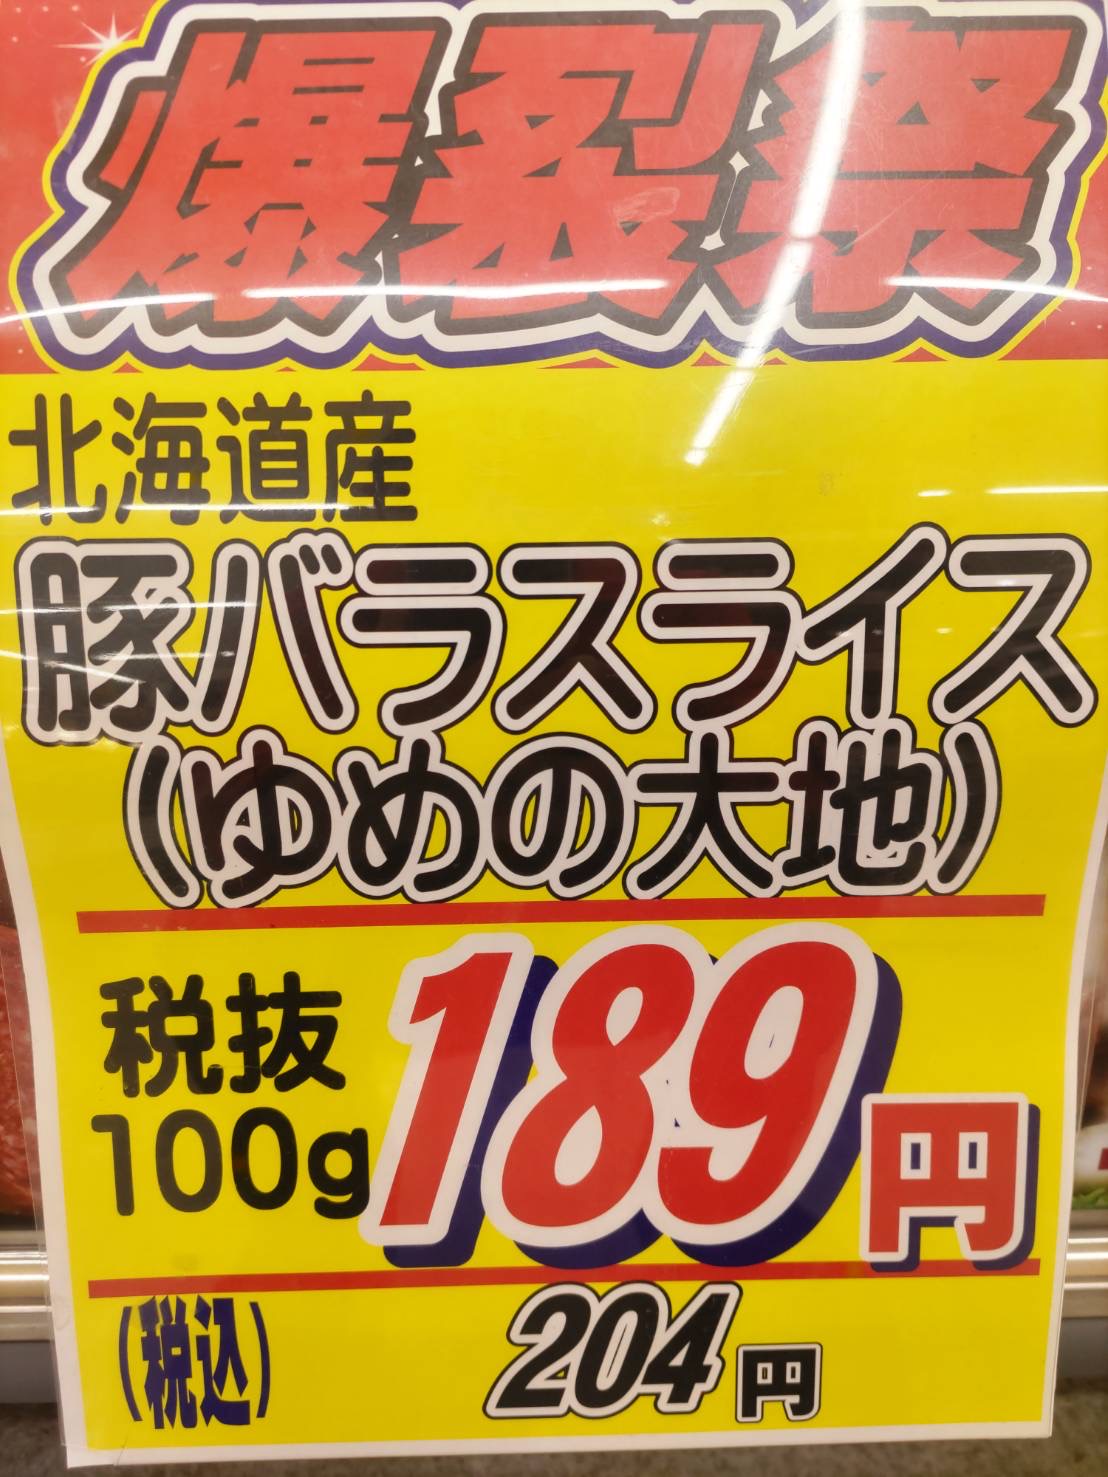 爆裂祭
北海道産
豚バラスライス
(ゆめの大地)
税抜
100g 189円
(税込) 204円